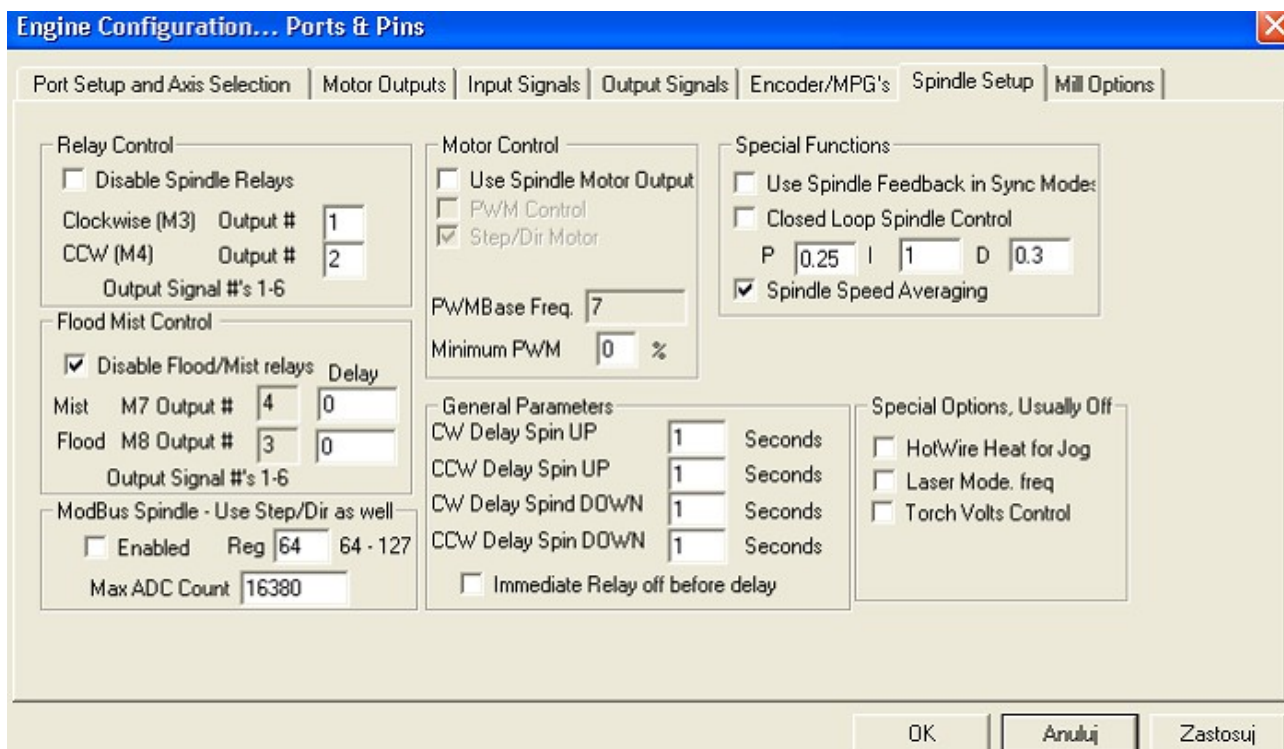 Engine Configuration... Ports & Pins
Port Setup and Axis Selection Motor Outputs Input Signals Output Signals Encoder/MPG's Spindle Setup Mill Options
Relay Control
Disable Spindle Relays
Clockwise (M3) Output # 1
CCW (M4) Output # 2
Output Signal #'s 1-6
Flood Mist Control
Disable Flood/Mist relays Delay
Mist M7 Output # 4 0
Flood M8 Output # 3 0
Output Signal #'s 1-6
ModBus Spindle - Use Step/Dir as well
Enabled Reg 64 64 - 127
Max ADC Count 16380
Motor Control
Use Spindle Motor Output
PWM Control
Step/Dir Motor
PWMBase Freq. 7
Minimum PWM 0 %
General Parameters
CW Delay Spin UP 1 Seconds
CCW Delay Spin UP 1 Seconds
CW Delay Spind DOWN 1 Seconds
CCW Delay Spin DOWN 1 Seconds
Immediate Relay off before delay
Special Functions
Use Spindle Feedback in Sync Modes
Closed Loop Spindle Control
P 0.25 I 1 D 0.3
Spindle Speed Averaging
Special Options, Usually Off
HotWire Heat for Jog
Laser Mode. freq
Torch Volts Control
OK Anuluj Zastosuj